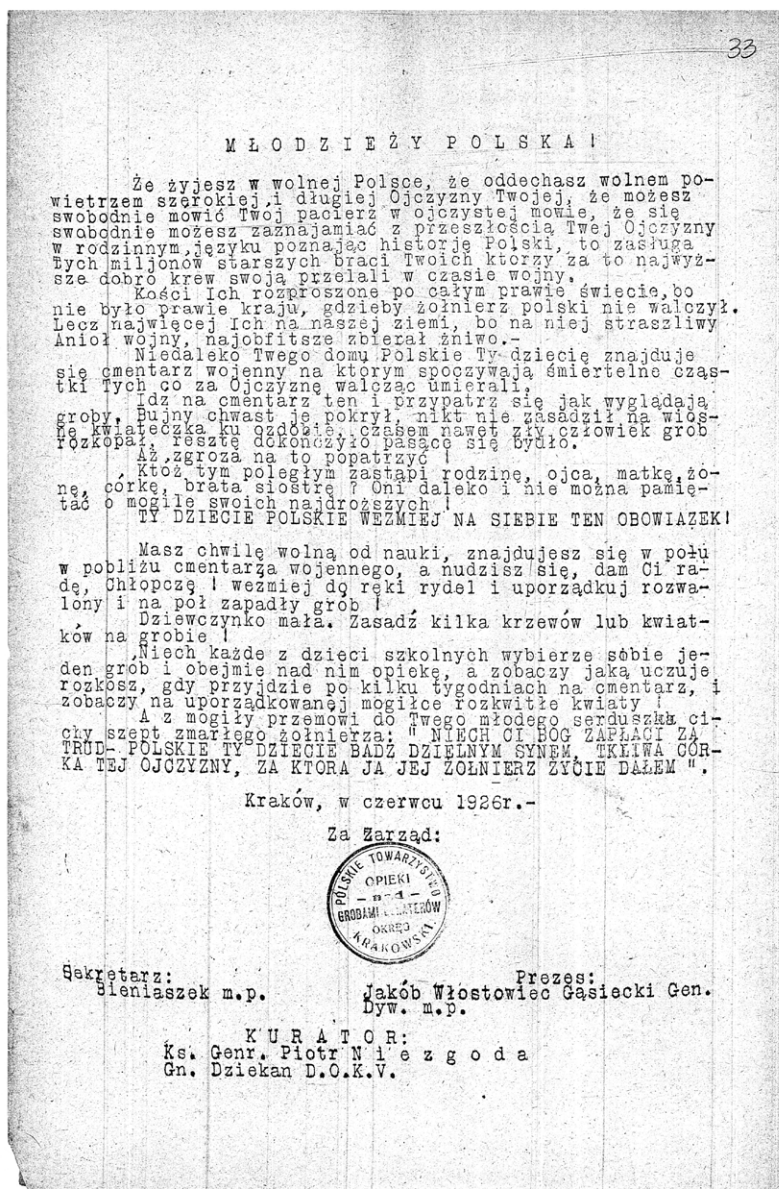 33
MŁODZIEŻY POLSKA!
Że żyjesz w wolnej Polsce, że oddechasz wolnem po-
wietrzem szerokiej i długiej Ojczyzny Twojej, że możesz
swobodnie mówić Twój pacierz w ojczystej mowie, że się
swobodnie możesz zaznajamiać z przeszłością Twej Ojczyzny
w rodzinnym języku poznając historję Polski, to zasługa
Tych miljonów starszych braci Twoich którzy za to najwyż-
sze dobro krew swoją przelali w czasie wojny.
Kości Ich rozproszone po całym prawie świecie, bo
nie było prawie kraju, gdzieby żołnierz polski nie walczył.
Lecz najwięcej Ich na naszej ziemi, bo na niej straszliwy
Anioł wojny, najobfitsze zbierał żniwo.-
Niedaleko Twego domu Polskie Ty dziecię znajduje
się cmentarz wojenny na którym spoczywają śmiertelne cząs-
tki Tych co za Ojczyznę walcząc umierali.
Idź na cmentarz ten i przypatrz się jak wyglądają
groby. Bujny chwast je pokrył, nikt nie zasadził na wios-
nę kwiateczka ku ozdobie, czasem nawet zły człowiek grób
rozkopał, resztę dokończyło pasące się bydło.
Aż zgroza na to popatrzyć !
Któż tym poległym zastąpi rodzinę, ojca, matkę, żo-
nę, córkę, brata siostrę ? Oni daleko i nie można pamię-
tać o mogile swoich najdroższych !
TY DZIECIĘ POLSKIE WEZMIEJ NA SIEBIE TEN OBOWIĄZEK!
Masz chwilę wolną od nauki, znajdujesz się w polu
w pobliżu cmentarza wojennego, a nudzisz się, dam Ci ra-
dę, Chłopczę ! weźmiej do ręki rydel i uporządkuj rozwa-
lony i na pół zapadły grób !
Dziewczynko mała. Zasadź kilka krzewów lub kwiat-
ków na grobie !
Niech każde z dzieci szkolnych wybierze sobie je-
den grób i obejmie nad nim opiekę, a zobaczy jaką uczuje
rozkosz, gdy przyjdzie po kilku tygodniach na cmentarz, i
zobaczy na uporządkowanej mogiłce rozkwitłe kwiaty !
A z mogiły przemówi do Twego młodego serduszka ci-
chy szept zmarłego żołnierza: " NIECH CI BÓG ZAPŁACI ZA
TRUD- POLSKIE TY DZIECIĘ BĄDŹ DZIELNYM SYNEM, TKLIWĄ CÓR-
KĄ TEJ OJCZYZNY, ZA KTÓRĄ JA JEJ ŻOŁNIERZ ŻYCIE DAŁEM ".
Kraków, w czerwcu 1926r.-
Za Zarząd:
POLSKIE TOWARZYSTWO
OPIEKI
GROBAMI
OKRĘG
KRAKOWSKI.
Sekretarz: Prezes:
Bieniaszek m.p. Jakób Włostowiec Gąsiecki Gen.
Dyw. m.p.
KURATOR:
Ks. Genr. Piotr Niezgoda
Gn. Dziekan D.O.K.V.